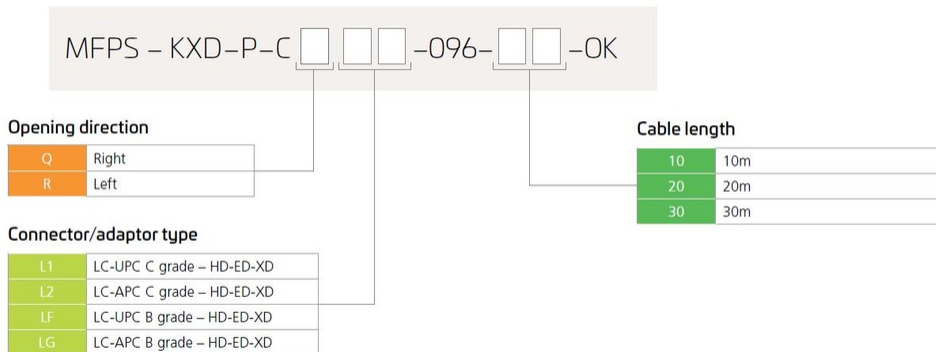 MFPS – KXD–P–C –096– –0K
Opening direction
Q Right
R Left
Connector/adaptor type
L1 LC-UPC C grade – HD-ED-XD
L2 LC-APC C grade – HD-ED-XD
LF LC-UPC B grade – HD-ED-XD
LG LC-APC B grade – HD-ED-XD
Cable length
10 10m
20 20m
30 30m